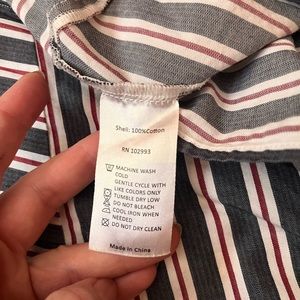 Shell: 100%Cotton
RN 102993
MACHINE WASH
COLD
GENTLE CYCLE WITH
LIKE COLORS ONLY
TUMBLE DRY LOW
DO NOT BLEACH
COOL IRON WHEN
NEEDED
DO NOT DRY CLEAN
Made in China